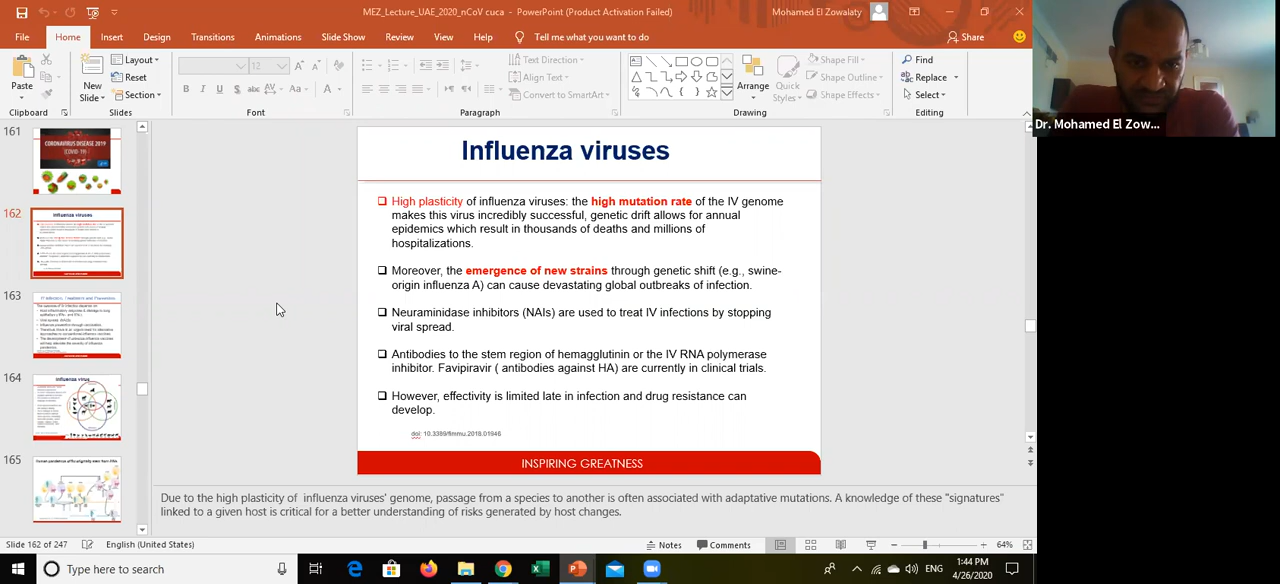 MEZ_Lecture_UAE_2020_nCoV cuca - PowerPoint (Product Activation Failed)
Mohamed El Zowalaty
File Home Insert Design Transitions Animations Slide Show Review View Help Tell me what you want to do
Share
Paste
Clipboard
New
Slide
Layout
Reset
Section
Slides
12
Font
Text Direction
Align Text
Convert to SmartArt
Paragraph
Arrange
Quick
Styles
Shape Fill
Shape Outline
Shape Effects
Drawing
Find
Replace
Select
Editing
Dr. Mohamed El Zow...
161
CORONAVIRUS DISEASE 2019
(COVID-19)
162
Influenza viruses
163
164
Influenza virus
165
Influenza viruses
High plasticity of influenza viruses: the high mutation rate of the IV genome
makes this virus incredibly successful, genetic drift allows for annual
epidemics which result in thousands of deaths and millions of
hospitalizations.
Moreover, the emergence of new strains through genetic shift (e.g., swine-
origin influenza A) can cause devastating global outbreaks of infection.
Neuraminidase inhibitors (NAIs) are used to treat IV infections by stopping
viral spread.
Antibodies to the stem region of hemagglutinin or the IV RNA polymerase
inhibitor. Favipiravir ( antibodies against HA) are currently in clinical trials.
However, effectivity is limited late in infection and drug resistance can
develop.
doi: 10.3389/fimmu.2018.01946
INSPIRING GREATNESS
Due to the high plasticity of influenza viruses' genome, passage from a species to another is often associated with adaptative mutations. A knowledge of these "signatures"
linked to a given host is critical for a better understanding of risks generated by host changes.
Slide 162 of 247 English (United States) Notes Comments 64%
Type here to search
ENG
1:44 PM
4/26/2020